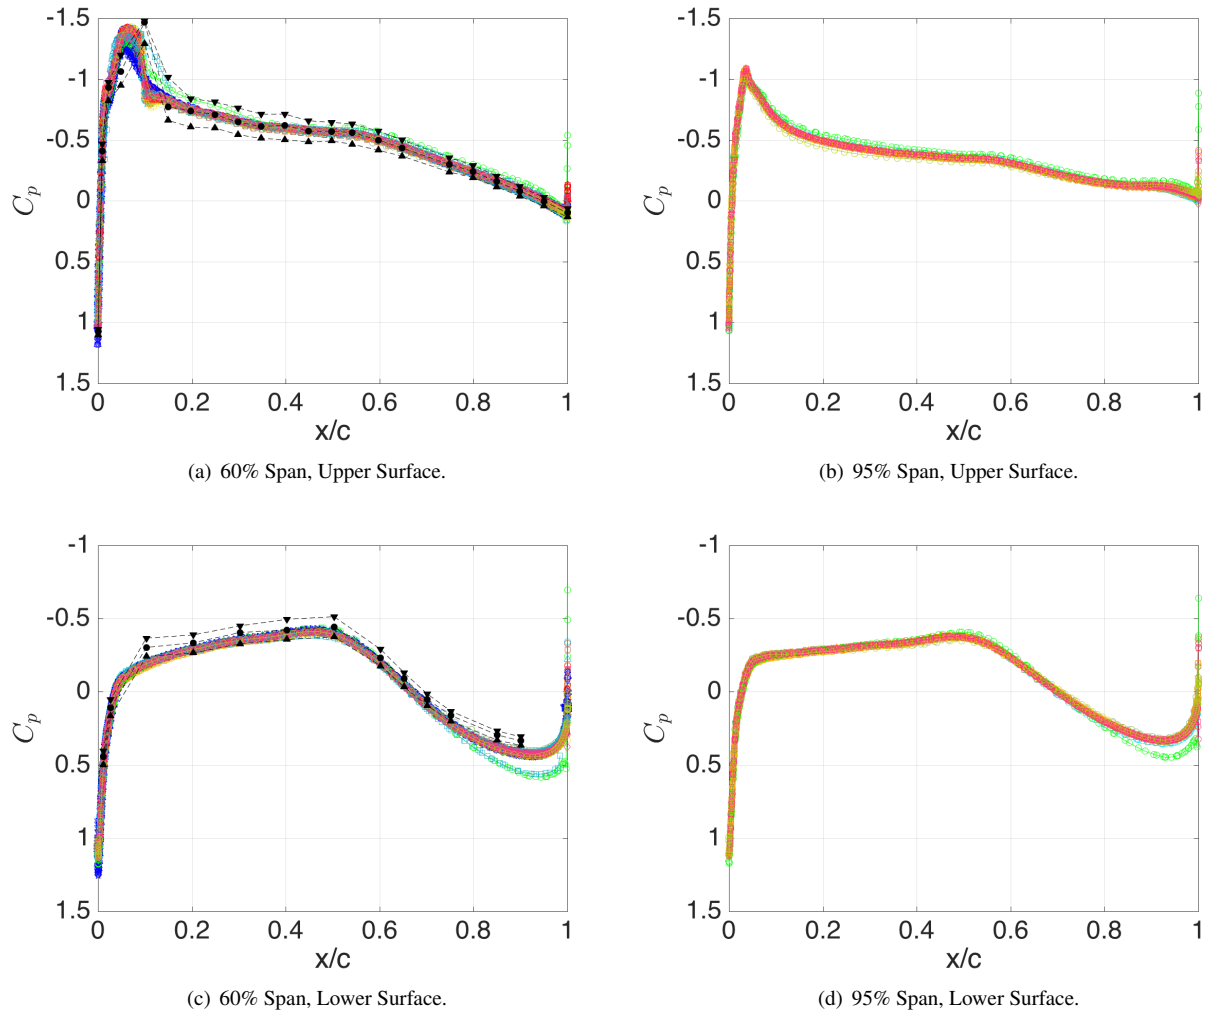 -1.5
-1
-0.5
0
0.5
1
1.5
C_p
0 0.2 0.4 0.6 0.8 1
x/c
(a) 60% Span, Upper Surface.
-1.5
-1
-0.5
0
0.5
1
1.5
C_p
0 0.2 0.4 0.6 0.8 1
x/c
(b) 95% Span, Upper Surface.
-1
-0.5
0
0.5
1
1.5
C_p
0 0.2 0.4 0.6 0.8 1
x/c
(c) 60% Span, Lower Surface.
-1
-0.5
0
0.5
1
1.5
C_p
0 0.2 0.4 0.6 0.8 1
x/c
(d) 95% Span, Lower Surface.